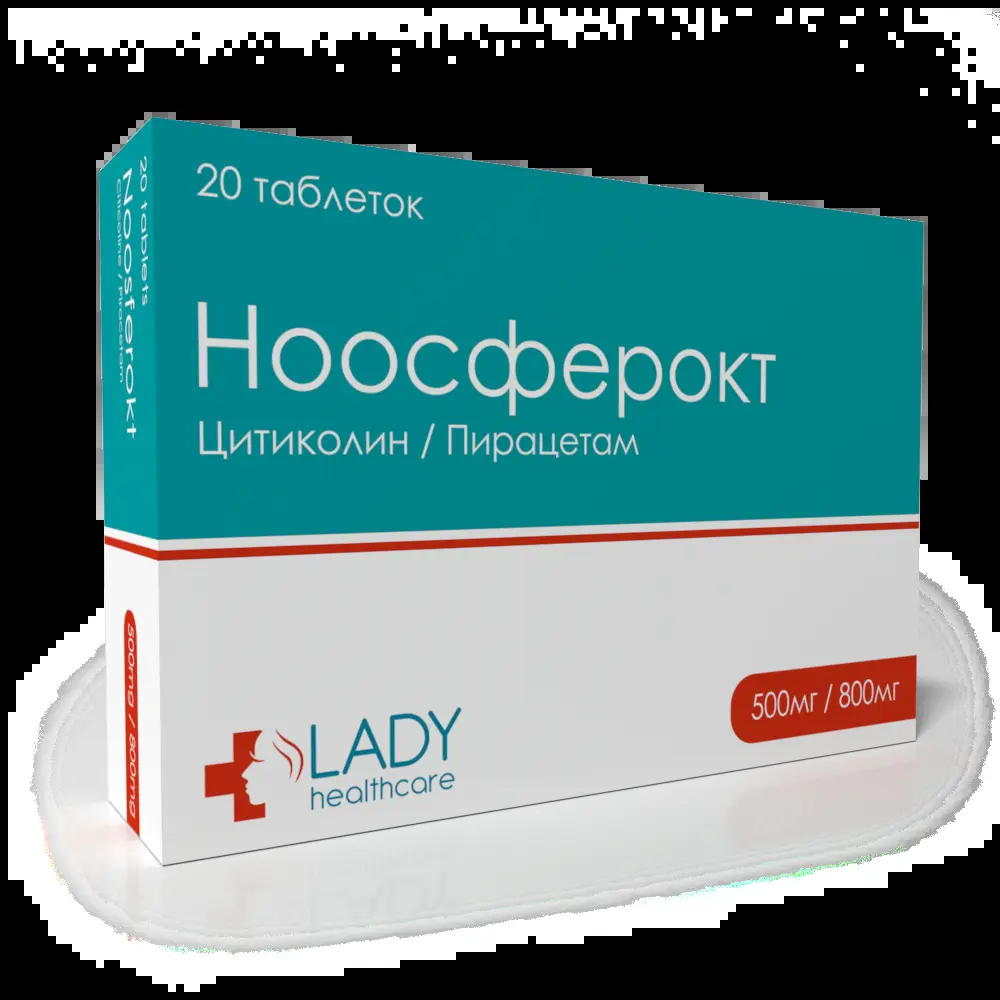 20 таблеток
Ноосферокт
Цитиколин / Пирацетам
500мг / 800мг
LADY
healthcare
20 tablets
Noosferokt
Citicoline / Piracetam
500mg / 800mg